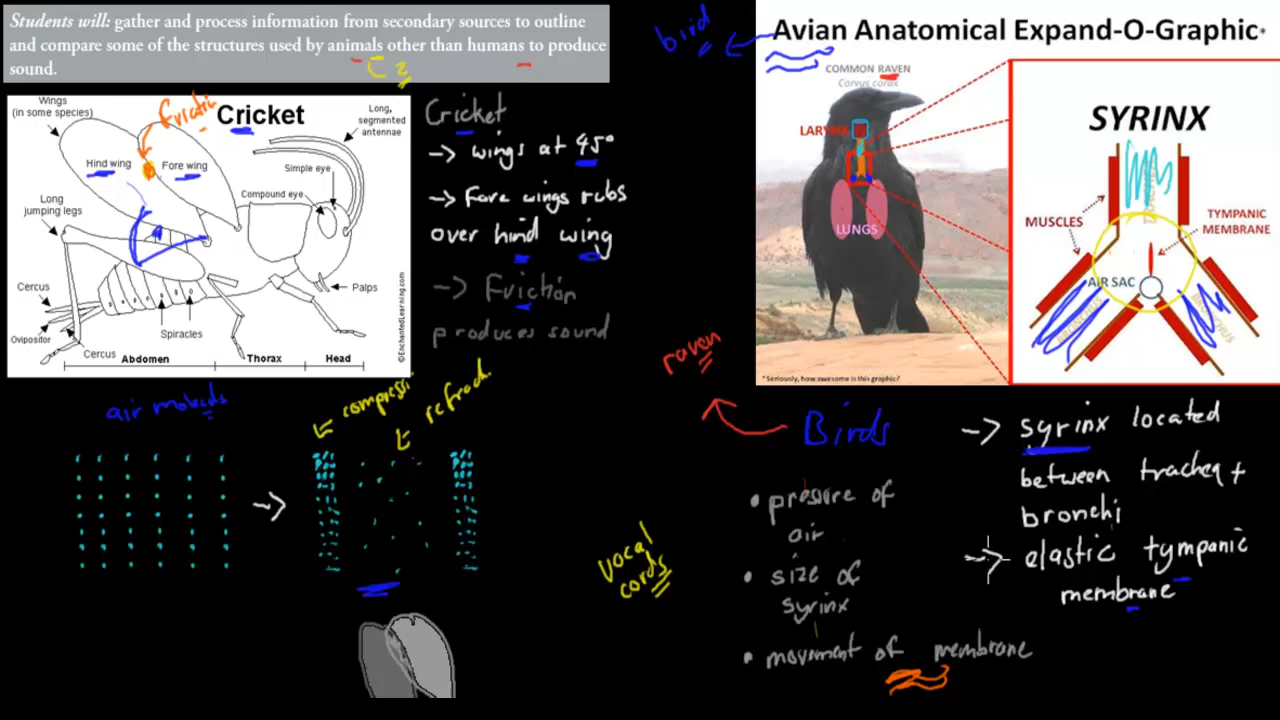 Students will: gather and process information from secondary sources to outline
and compare some of the structures used by animals other than humans to produce
sound.
2
Wings
(in some species)
friction
Cricket
Long,
segmented
antennae
Hind wing
Fore wing
Simple eye
Compound eye
Long
jumping legs
Cercus
Ovipositor
Cercus
Spiracles
Palps
Abdomen
Thorax
Head
©EnchantedLearning.com
Cricket
-> wings at 45°
-> Fore wings rubs
over hind wing
-> Friction
produces sound
air moleculs
compressi
refract.
bird
Avian Anatomical Expand-O-Graphic*
COMMON RAVEN
Corvus corax
LARYNX
LUNGS
* Seriously, how awesome is this graphic?
SYRINX
MUSCLES
TYMPANIC
MEMBRANE
AIR SAC
BRONCHUS
BRONCHUS
raven
Birds
• pressure of
air
• size of
syrinx
• movement of membrane
vocal
cords
-> syrinx located
between trachea +
bronchi
-> elastic tympanic
membrane